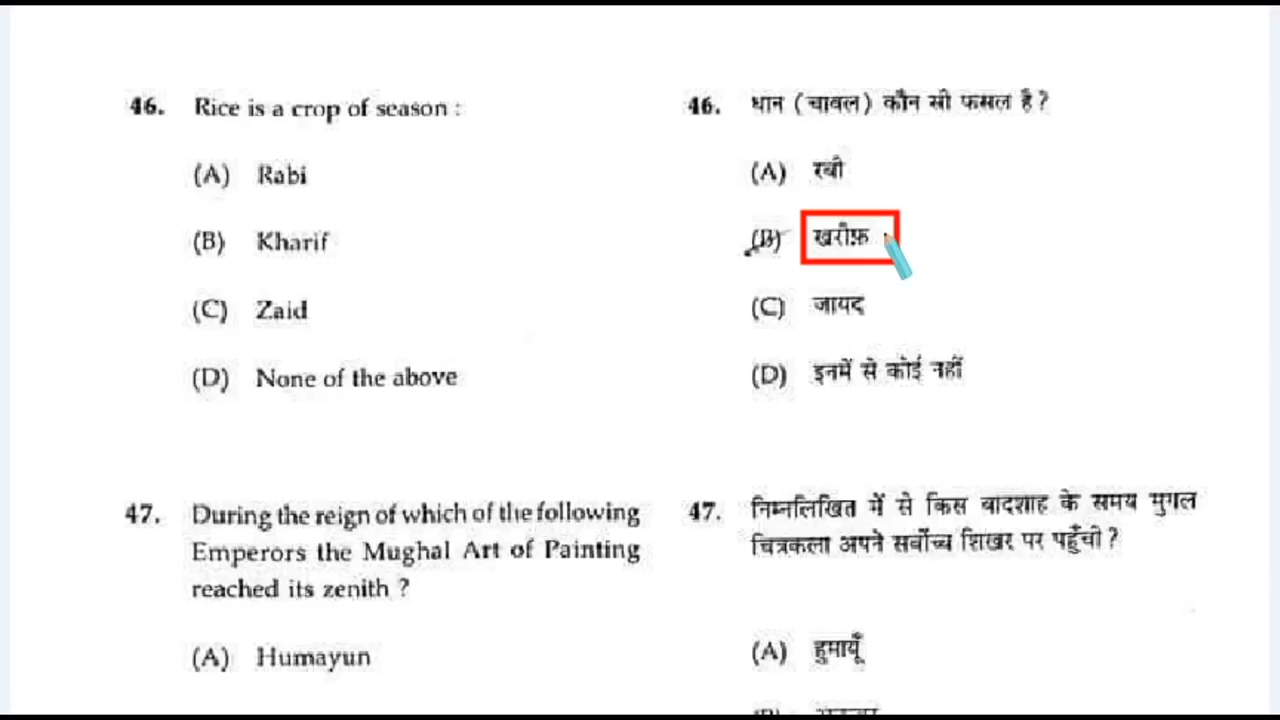 46. Rice is a crop of season :
(A) Rabi
(B) Kharif
(C) Zaid
(D) None of the above
47. During the reign of which of the following
Emperors the Mughal Art of Painting
reached its zenith ?
(A) Humayun
46. धान (चावल) कौन सी फसल है?
(A) रबी
(B) खरीफ़
(C) जायद
(D) इनमें से कोई नहीं
47. निम्नलिखित में से किस बादशाह के समय मुगल
चित्रकला अपने सर्वोच्च शिखर पर पहुँची?
(A) हुमायूँ